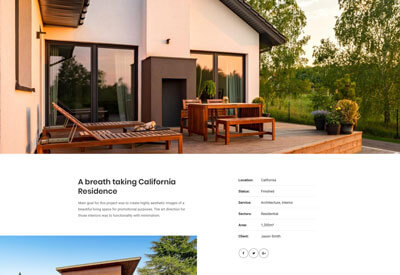 A breath taking California
Residence
Main goal for this project was to create highly aesthetic images of a
beautiful living space for promotional purposes. The art direction for
those interiors was to functionality with minimalism.
Location: California
Status: Finished
Service: Architecture, Interior
Sectors: Residential
Area: 1,500m²
Client: Jason Smith
f
G+